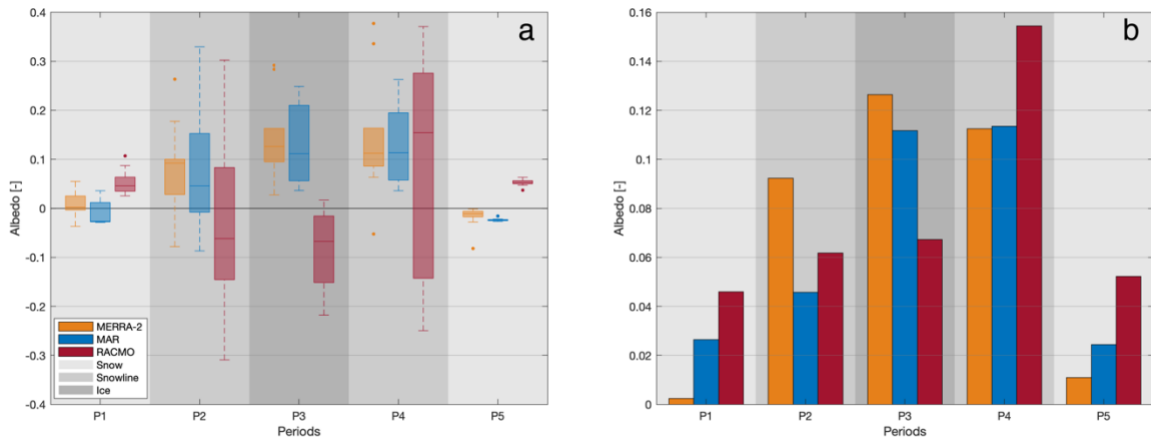 a
0.4
0.3
0.2
0.1
0
-0.1
-0.2
-0.3
-0.4
Albedo [-]
MERRA-2
MAR
RACMO
Snow
Snowline
Ice
P1 P2 P3 P4 P5
Periods
b
0.16
0.14
0.12
0.10
0.08
0.06
0.04
0.02
0
Albedo [-]
P1 P2 P3 P4 P5
Periods